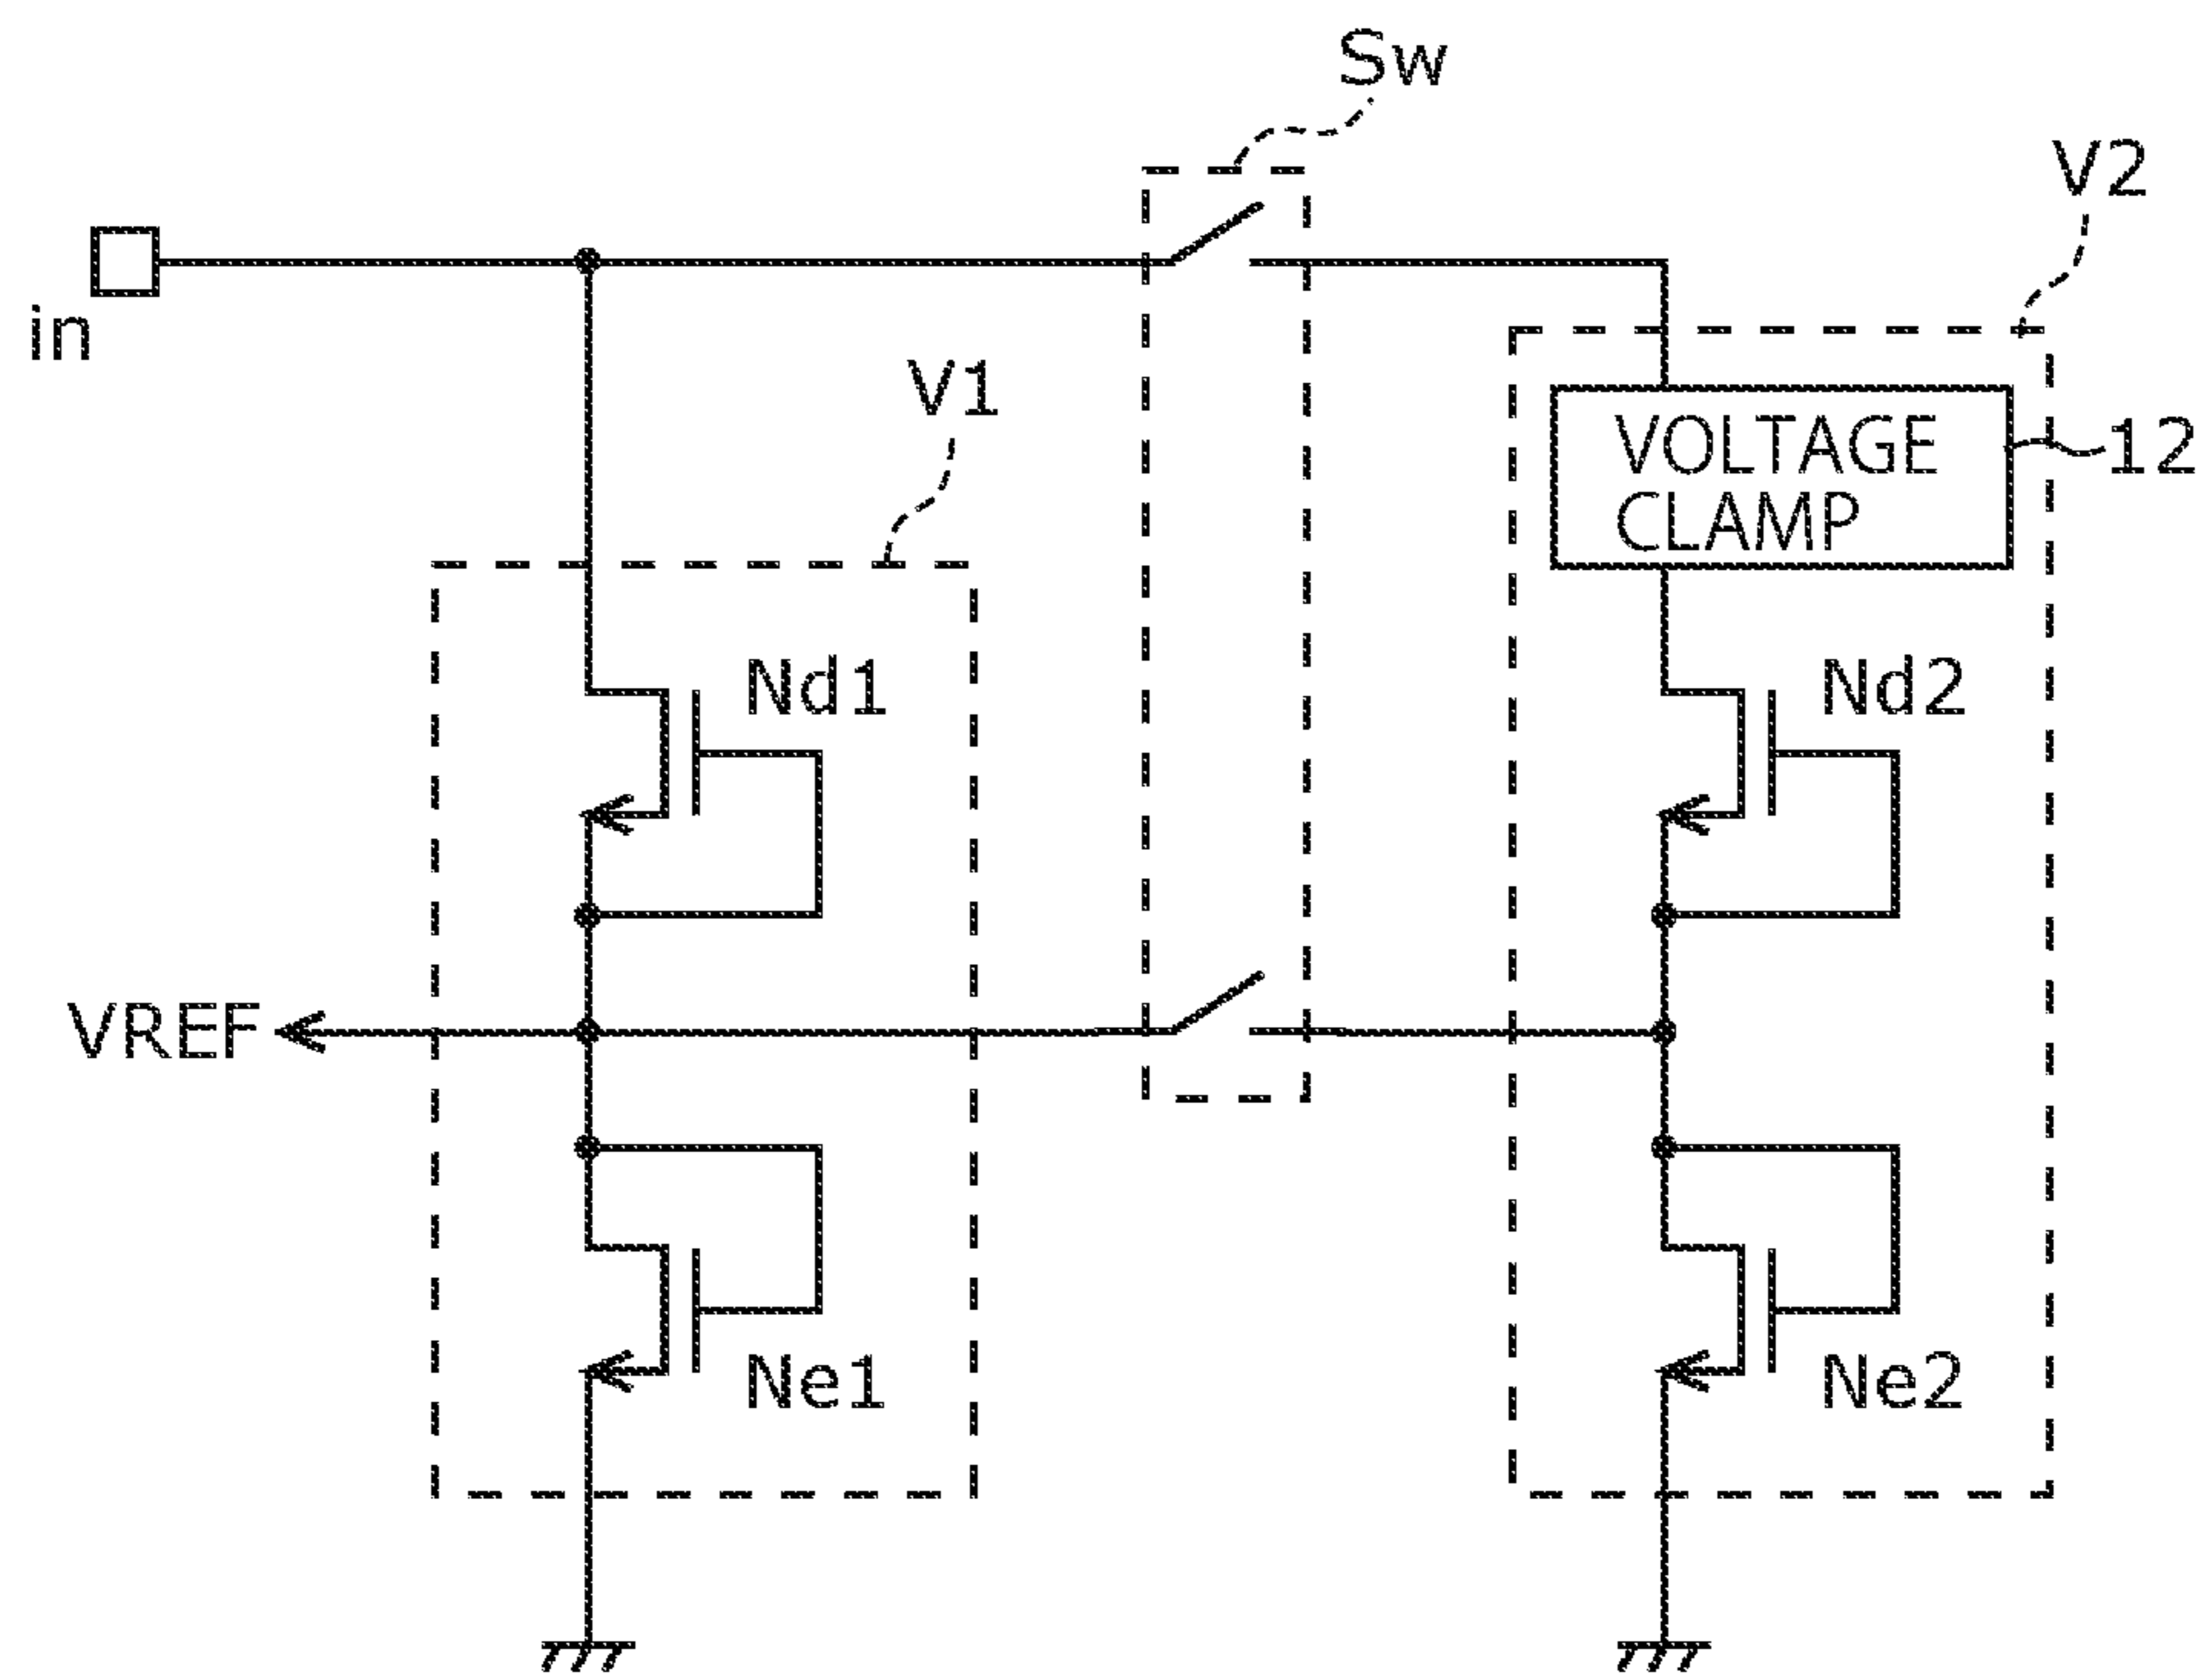 Sw
V2
in
V1
VOLTAGE
CLAMP
12
Nd1
Nd2
VREF
Ne1
Ne2